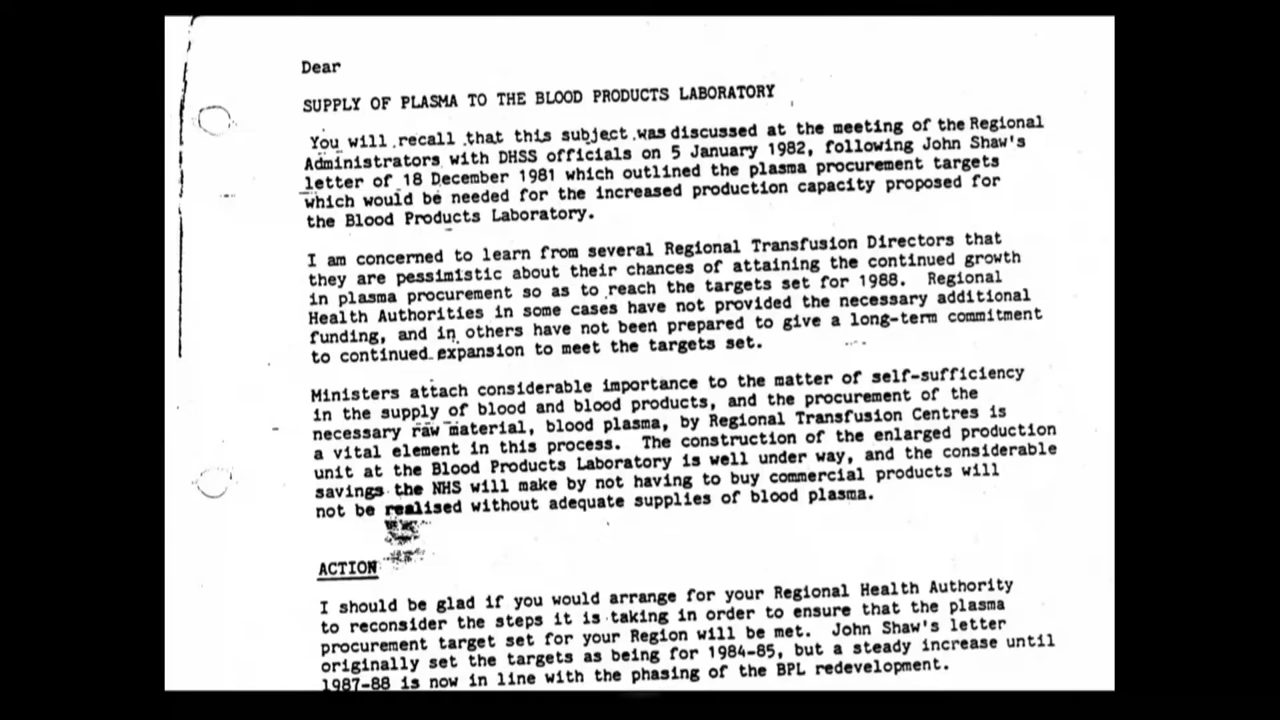 Dear
SUPPLY OF PLASMA TO THE BLOOD PRODUCTS LABORATORY
You will recall that this subject was discussed at the meeting of the Regional
Administrators with DHSS officials on 5 January 1982, following John Shaw's
letter of 18 December 1981 which outlined the plasma procurement targets
which would be needed for the increased production capacity proposed for
the Blood Products Laboratory.
I am concerned to learn from several Regional Transfusion Directors that
they are pessimistic about their chances of attaining the continued growth
in plasma procurement so as to reach the targets set for 1988. Regional
Health Authorities in some cases have not provided the necessary additional
funding, and in others have not been prepared to give a long-term commitment
to continued expansion to meet the targets set.
Ministers attach considerable importance to the matter of self-sufficiency
in the supply of blood and blood products, and the procurement of the
necessary raw material, blood plasma, by Regional Transfusion Centres is
a vital element in this process. The construction of the enlarged production
unit at the Blood Products Laboratory is well under way, and the considerable
savings the NHS will make by not having to buy commercial products will
not be realised without adequate supplies of blood plasma.
ACTION
I should be glad if you would arrange for your Regional Health Authority
to reconsider the steps it is taking in order to ensure that the plasma
procurement target set for your Region will be met. John Shaw's letter
originally set the targets as being for 1984-85, but a steady increase until
1987-88 is now in line with the phasing of the BPL redevelopment.